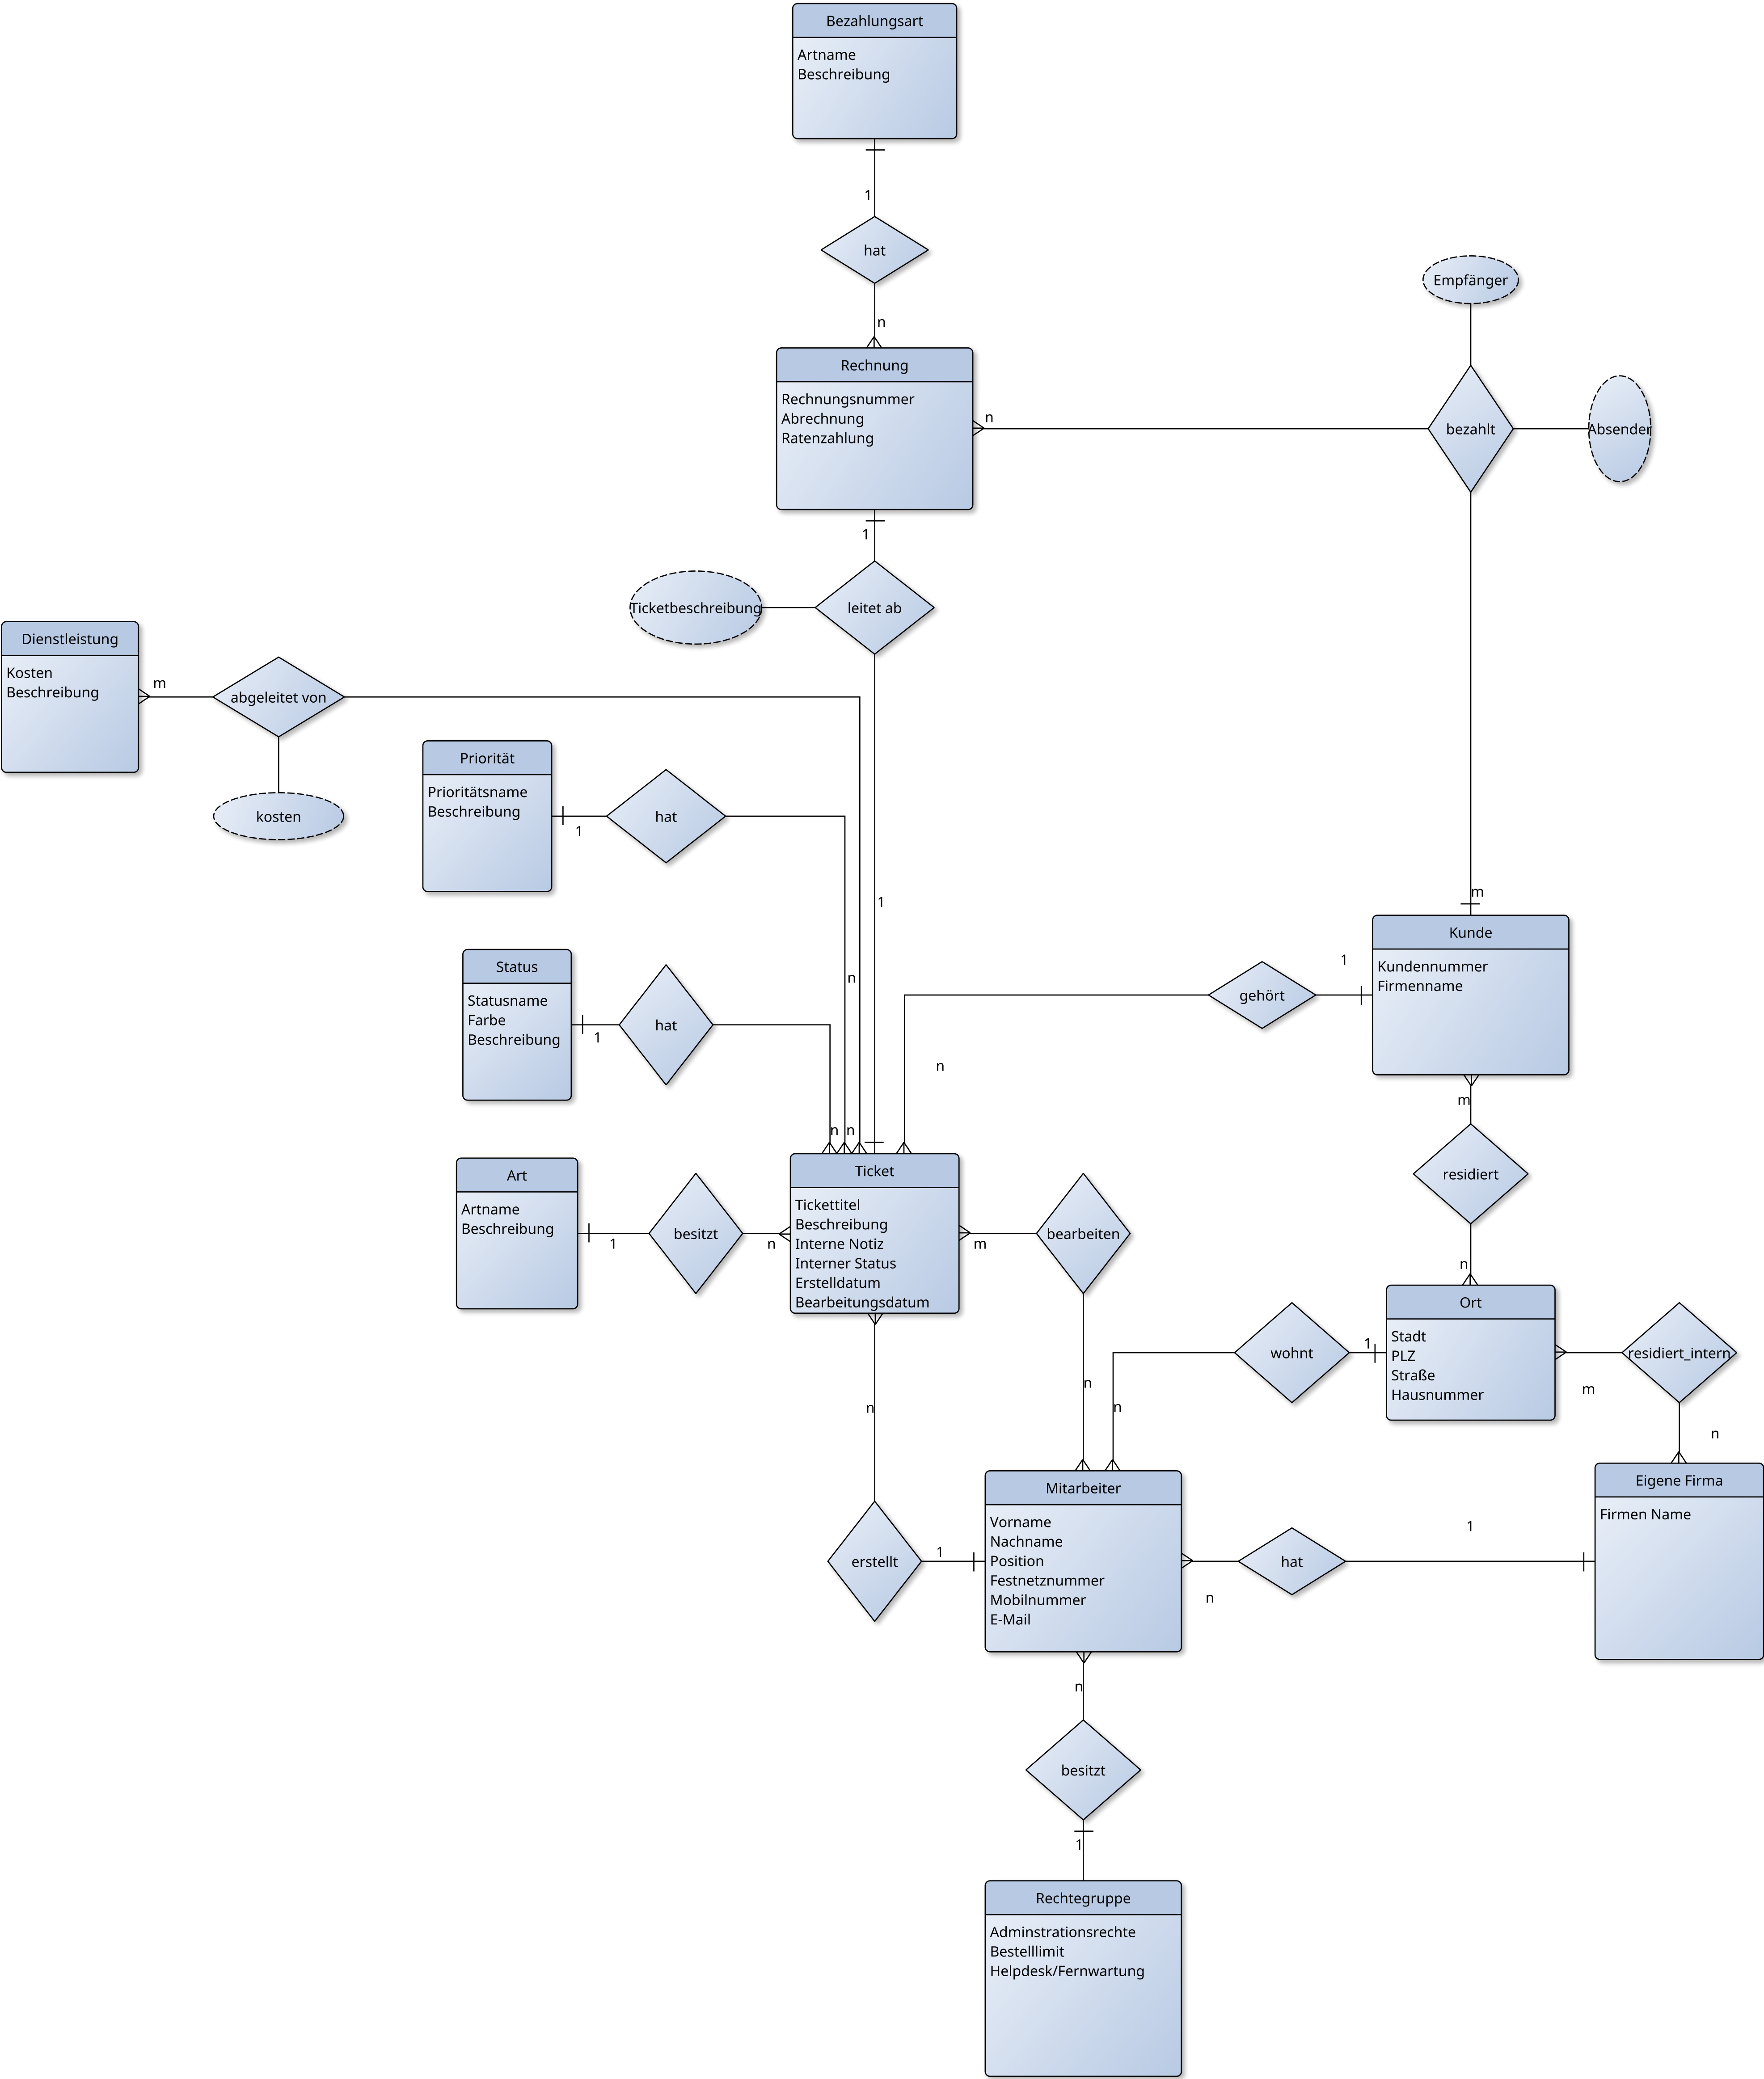 Bezahlungsart
Artname
Beschreibung
1
hat
n
Empfänger
Rechnung
Rechnungsnummer
Abrechnung
Ratenzahlung
n
bezahlt
Absender
1
Ticketbeschreibung
leitet ab
Dienstleistung
Kosten
Beschreibung
m
abgeleitet von
kosten
Priorität
Prioritätsname
Beschreibung
1
hat
1
m
Kunde
Kundennummer
Firmenname
1
gehört
Status
Statusname
Farbe
Beschreibung
1
hat
n
n
n
n
m
residiert
n
Art
Artname
Beschreibung
1
besitzt
n
Ticket
Tickettitel
Beschreibung
Interne Notiz
Interner Status
Erstelldatum
Bearbeitungsdatum
m
bearbeiten
Ort
Stadt
PLZ
Straße
Hausnummer
wohnt
1
residiert_intern
m
n
n
n
n
Mitarbeiter
Vorname
Nachname
Position
Festnetznummer
Mobilnummer
E-Mail
erstellt
1
hat
n
1
Eigene Firma
Firmen Name
n
besitzt
1
Rechtegruppe
Adminstrationsrechte
Bestelllimit
Helpdesk/Fernwartung